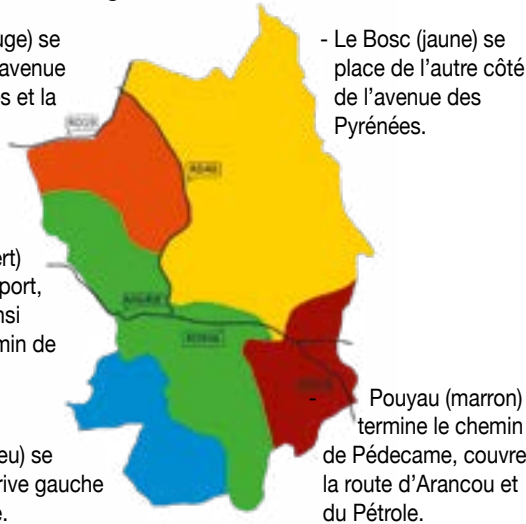 uge) se
avenue
s et la
- Le Bosc (jaune) se
place de l’autre côté
de l’avenue des
Pyrénées.
ert)
port,
nsi
min de
eu) se
rive gauche
e.
- Pouyau (marron)
termine le chemin
de Pédecame, couvre
la route d’Arancou et
du Pétrole.